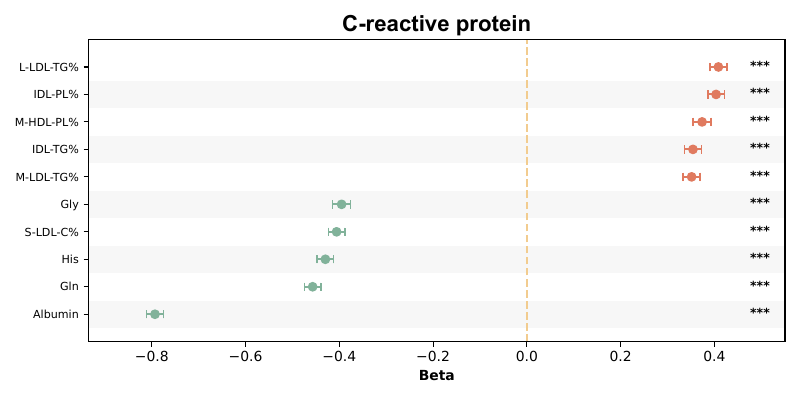 C-reactive protein
L-LDL-TG% ***
IDL-PL% ***
M-HDL-PL% ***
IDL-TG% ***
M-LDL-TG% ***
Gly ***
S-LDL-C% ***
His ***
Gln ***
Albumin ***
−0.8 −0.6 −0.4 −0.2 0.0 0.2 0.4
Beta